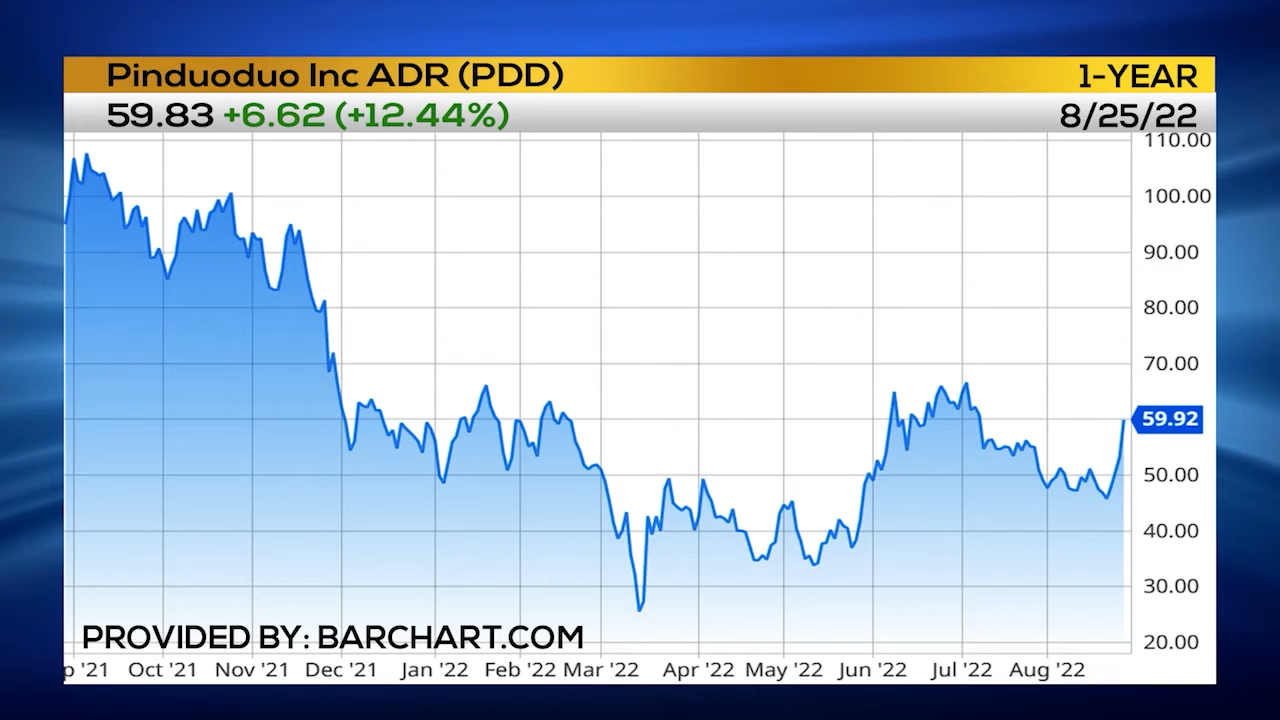 Pinduoduo Inc ADR (PDD) 1-YEAR
59.83 +6.62 (+12.44%) 8/25/22
110.00
100.00
90.00
80.00
70.00
59.92
50.00
40.00
30.00
20.00
PROVIDED BY: BARCHART.COM
p '21 Oct '21 Nov '21 Dec '21 Jan '22 Feb '22 Mar '22 Apr '22 May '22 Jun '22 Jul '22 Aug '22